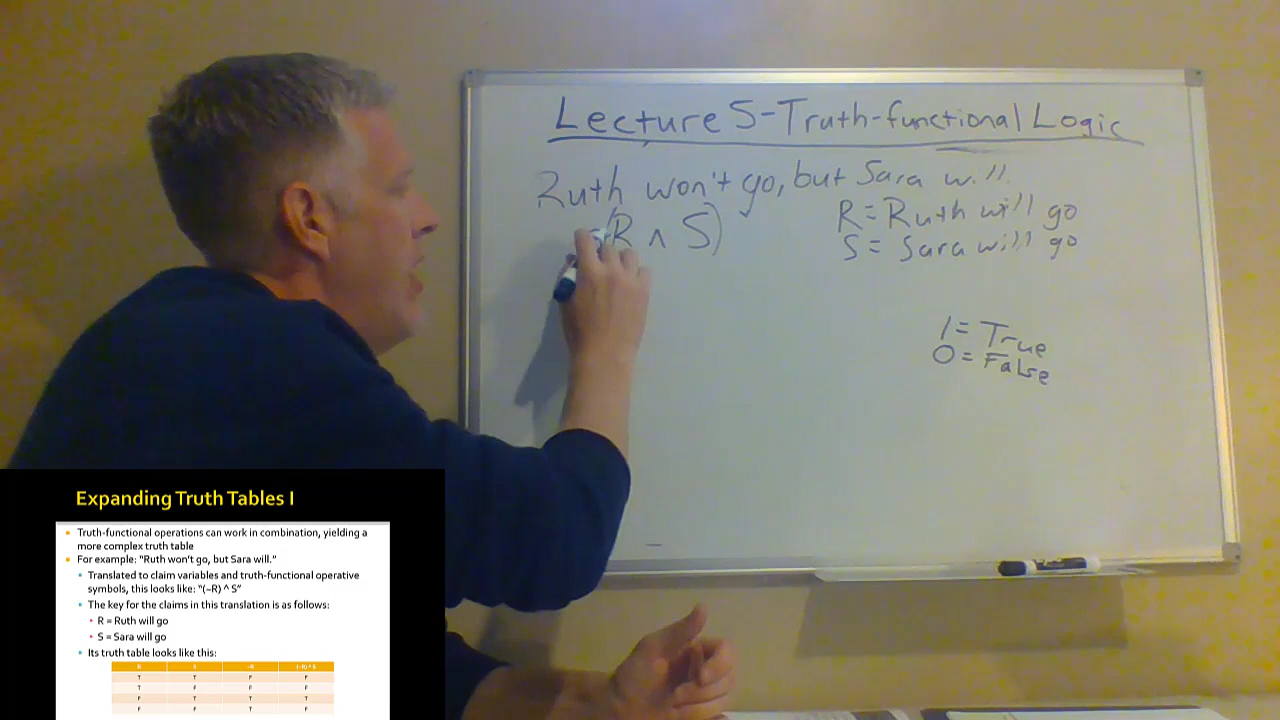 Lecture 5-Truth-functional Logic
Ruth won't go, but Sara will.
(R ∧ S)
R = Ruth will go
S = Sara will go
1 = True
0 = False
Expanding Truth Tables I
Truth-functional operations can work in combination, yielding a
more complex truth table
For example: "Ruth won't go, but Sara will."
Translated to claim variables and truth-functional operative
symbols, this looks like: "(~R) ^ S"
The key for the claims in this translation is as follows:
R = Ruth will go
S = Sara will go
Its truth table looks like this:
R S ~R (~R) ^ S
T T F F
T F F F
F T T T
F F T F